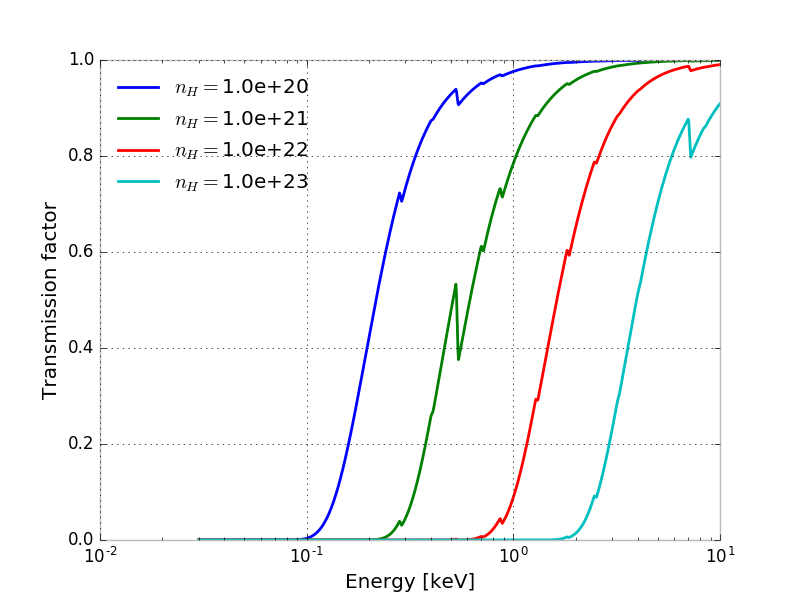 1.0
0.8
0.6
0.4
0.2
0.0
Transmission factor
n_H = 1.0e+20
n_H = 1.0e+21
n_H = 1.0e+22
n_H = 1.0e+23
10^-2
10^-1
10^0
10^1
Energy [keV]